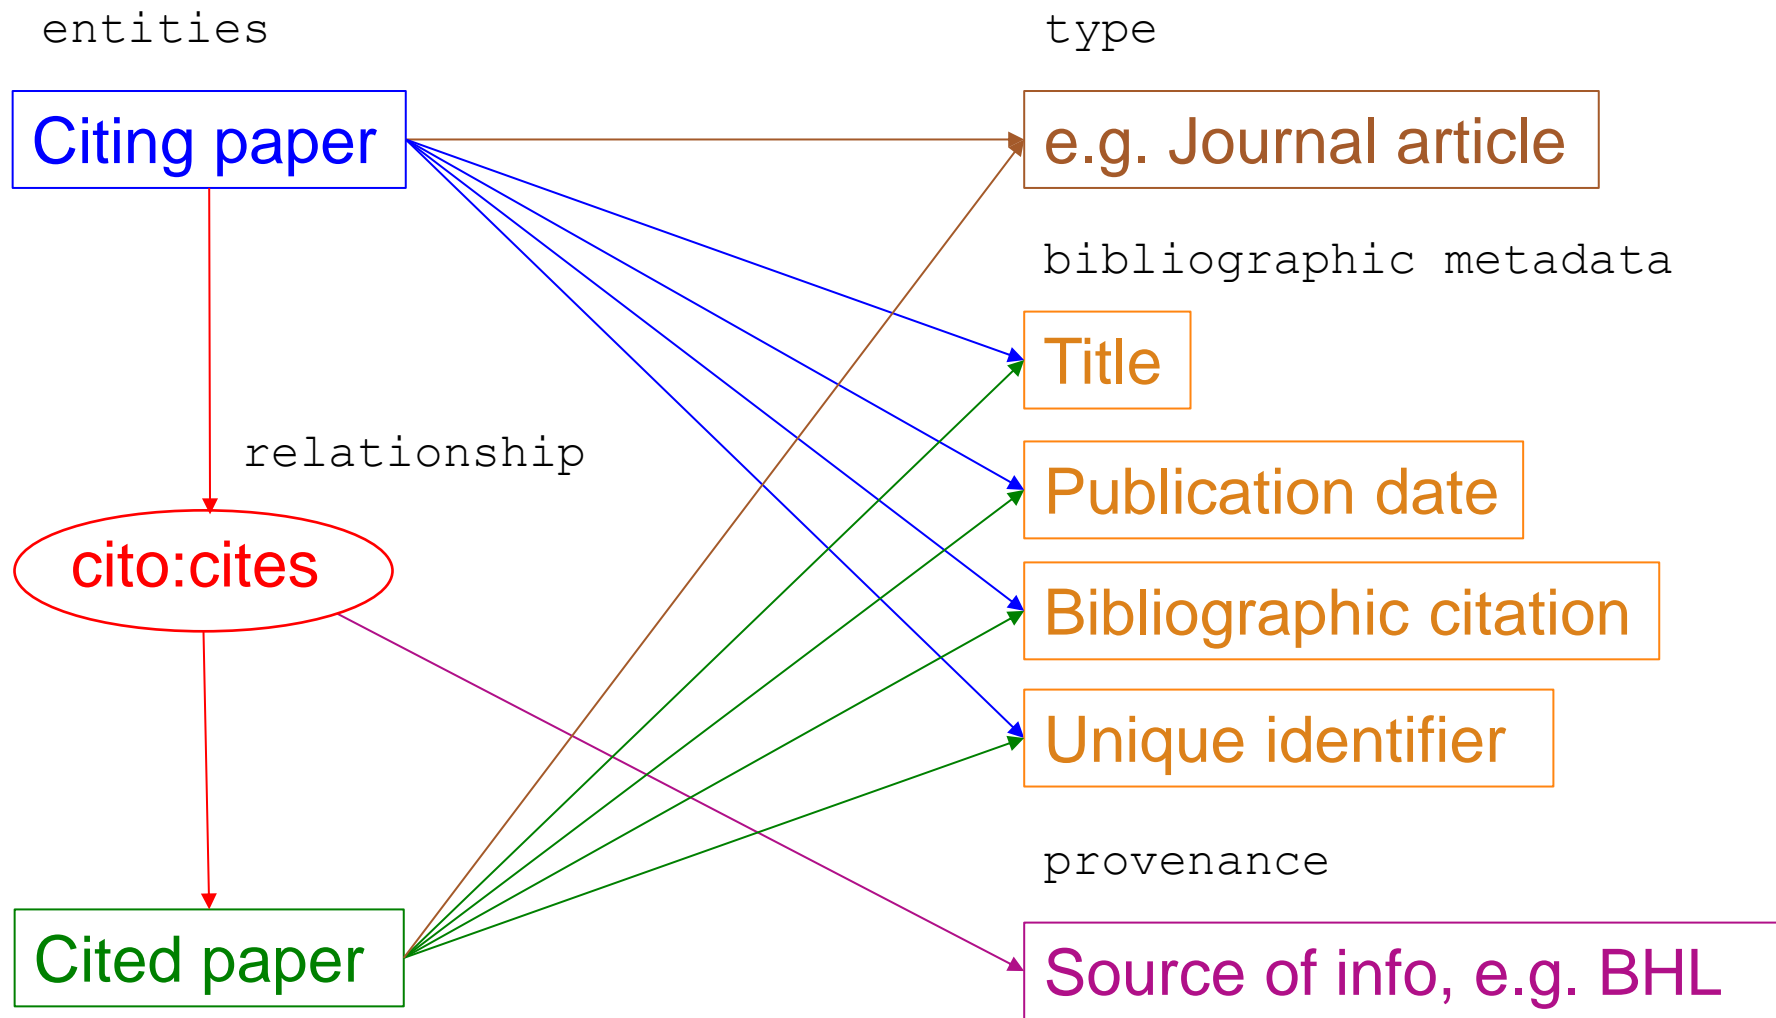 entities
type
Citing paper
e.g. Journal article
bibliographic metadata
Title
relationship
Publication date
cito:cites
Bibliographic citation
Unique identifier
provenance
Cited paper
Source of info, e.g. BHL